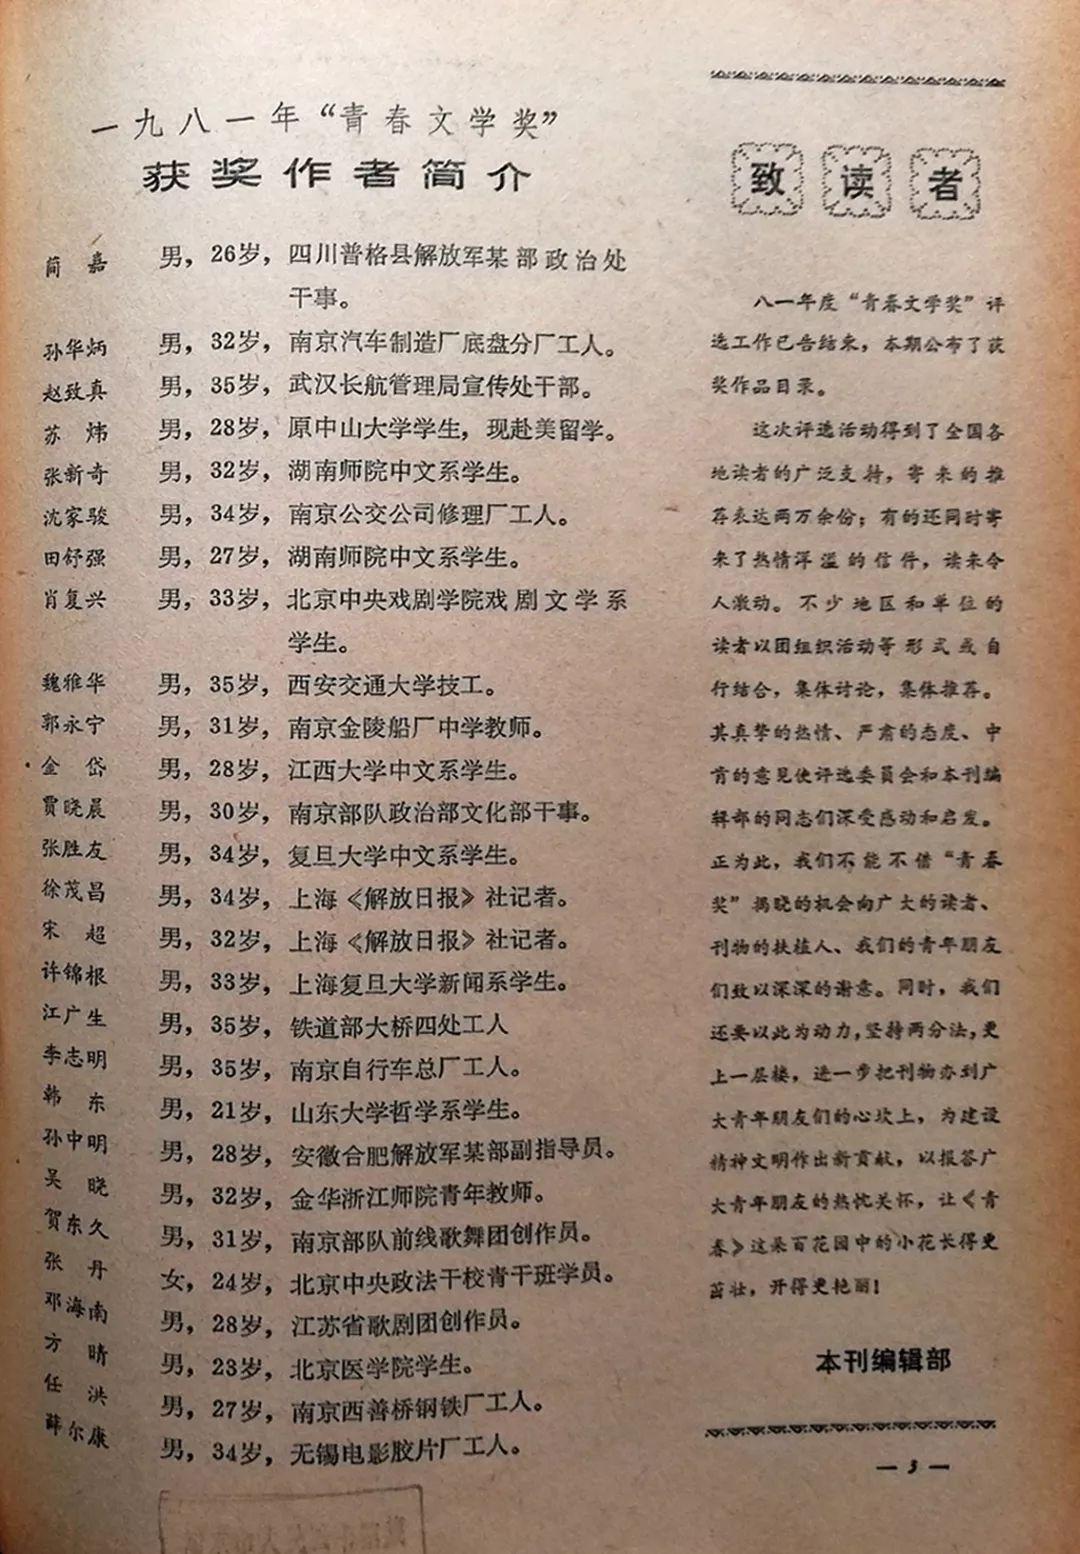 一九八一年“青春文学奖”
获奖作者简介
简嘉 男，26岁，四川普格县解放军某部政治处
干事。
孙华炳 男，32岁，南京汽车制造厂底盘分厂工人。
赵致真 男，35岁，武汉长航管理局宣传处干部。
苏炜 男，28岁，原中山大学学生，现赴美留学。
张新奇 男，32岁，湖南师院中文系学生。
沈家骏 男，34岁，南京公交公司修理厂工人。
田舒强 男，27岁，湖南师院中文系学生。
肖复兴 男，33岁，北京中央戏剧学院戏剧文学系
学生。
魏雅华 男，35岁，西安交通大学技工。
郭永宁 男，31岁，南京金陵船厂中学教师。
金岱 男，28岁，江西大学中文系学生。
贾晓晨 男，30岁，南京部队政治部文化部干事。
张胜友 男，34岁，复旦大学中文系学生。
徐茂昌 男，34岁，上海《解放日报》社记者。
宋超 男，32岁，上海《解放日报》社记者。
许锦根 男，33岁，上海复旦大学新闻系学生。
江广生 男，35岁，铁道部大桥四处工人
李志明 男，35岁，南京自行车总厂工人。
韩东 男，21岁，山东大学哲学系学生。
孙中明 男，28岁，安徽合肥解放军某部副指导员。
吴晓 男，32岁，金华浙江师院青年教师。
贺东久 男，31岁，南京部队前线歌舞团创作员。
张丹 女，24岁，北京中央政法干校青干班学员。
邓海南 男，28岁，江苏省歌剧团创作员。
方晴 男，23岁，北京医学院学生。
任洪 男，27岁，南京西善桥钢铁厂工人。
薛尔康 男，34岁，无锡电影胶片厂工人。
致读者
八一年度“青春文学奖”评
选工作已告结束，本期公布了获
奖作品目录。
这次评选活动得到了全国各
地读者的广泛支持，寄来的推
荐表达两万余份；有的还同时寄
来了热情洋溢的信件，读来令
人激动。不少地区和单位的
读者以团组织活动等形式或自
行结合，集体讨论，集体推荐。
其真挚的热情、严肃的态度、中
肯的意见使评选委员会和本刊编
辑部的同志们深受感动和启发。
正为此，我们不能不借“青春
奖”揭晓的机会向广大的读者、
刊物的扶植人、我们的青年朋友
们致以深深的谢意。同时，我们
还要以此为动力，坚持两分法，更
上一层楼，进一步把刊物办到广
大青年朋友们的心坎上，为建设
精神文明作出新贡献，以报答广
大青年朋友的热忱关怀，让《青
春》这朵百花园中的小花长得更
茁壮，开得更艳丽！
本刊编辑部
— 3 —